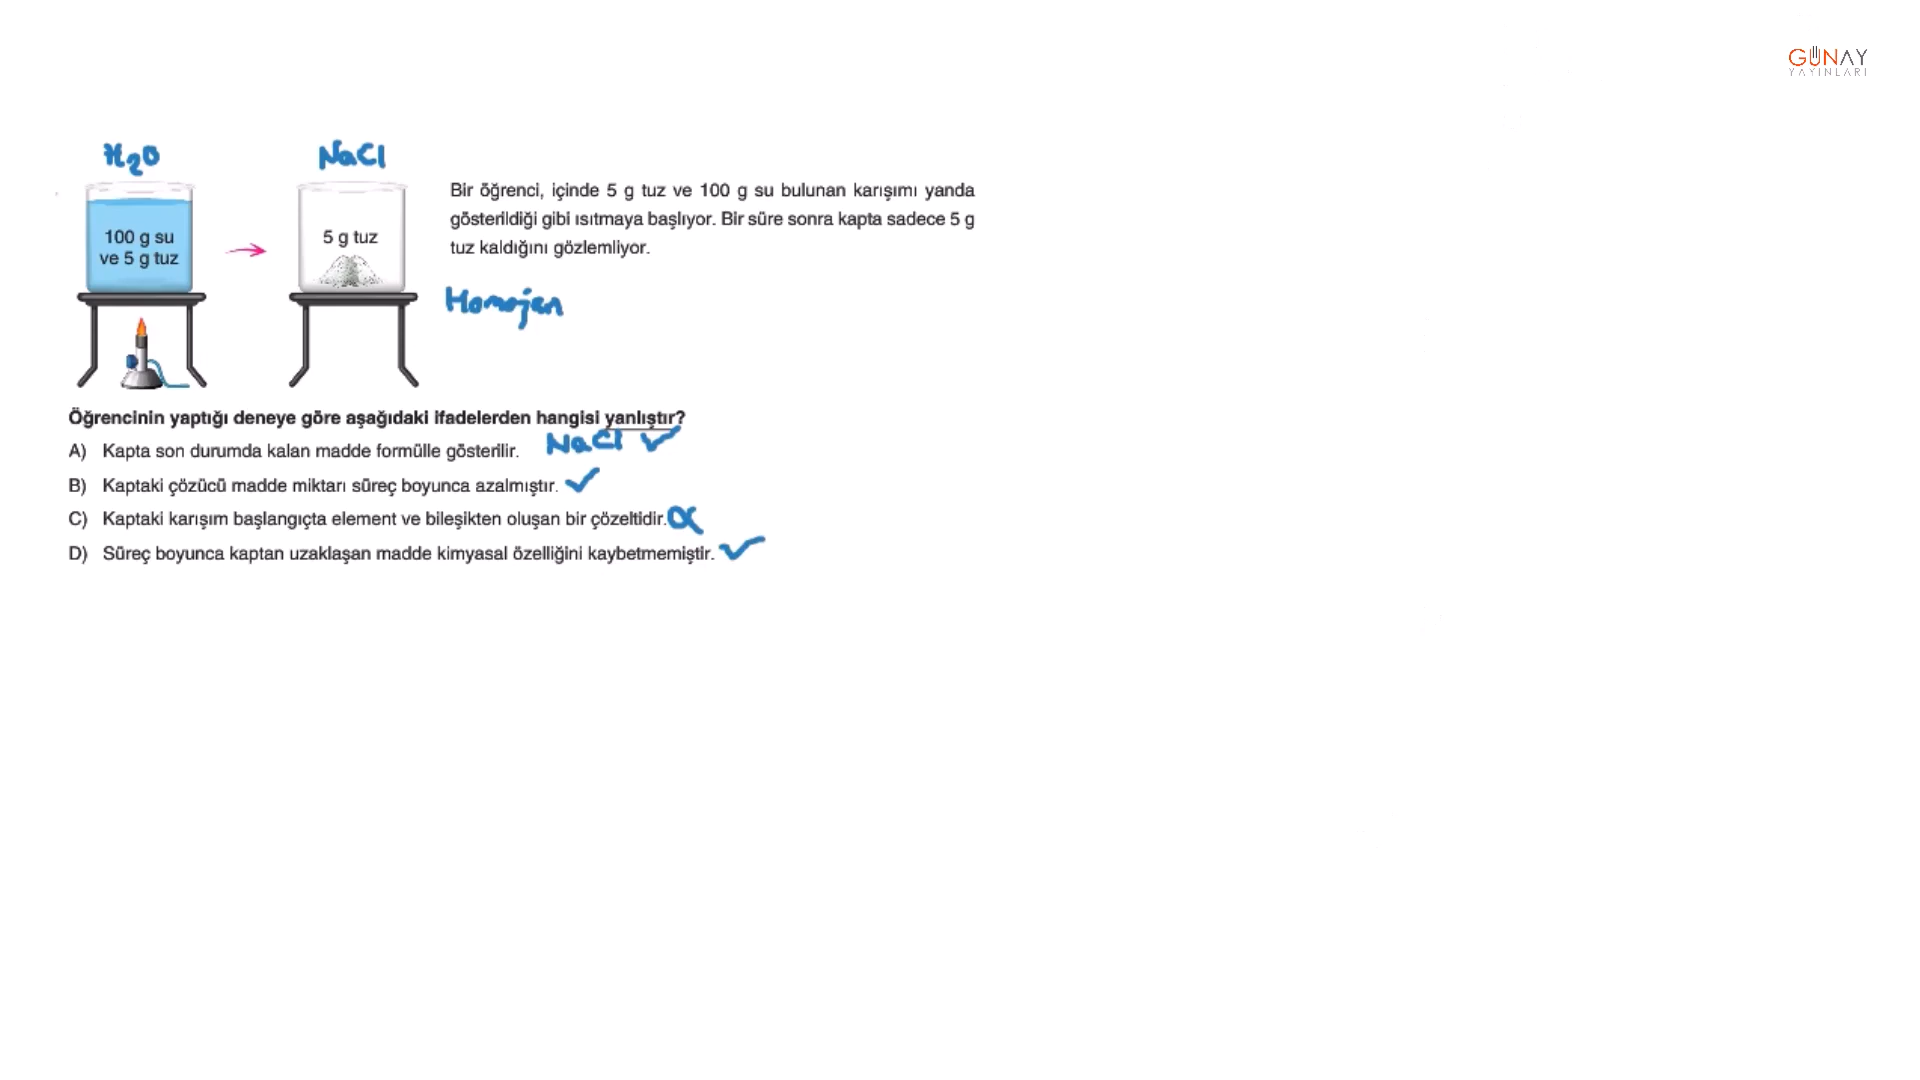 GÜNAY
YAYINLARI
H₂O
NaCl
100 g su
ve 5 g tuz
5 g tuz
Bir öğrenci, içinde 5 g tuz ve 100 g su bulunan karışımı yanda
gösterildiği gibi ısıtmaya başlıyor. Bir süre sonra kapta sadece 5 g
tuz kaldığını gözlemliyor.
Homojen
Öğrencinin yaptığı deneye göre aşağıdaki ifadelerden hangisi yanlıştır?
A) Kapta son durumda kalan madde formülle gösterilir. NaCl ✓
B) Kaptaki çözücü madde miktarı süreç boyunca azalmıştır. ✓
C) Kaptaki karışım başlangıçta element ve bileşikten oluşan bir çözeltidir.
D) Süreç boyunca kaptan uzaklaşan madde kimyasal özelliğini kaybetmemiştir. ✓